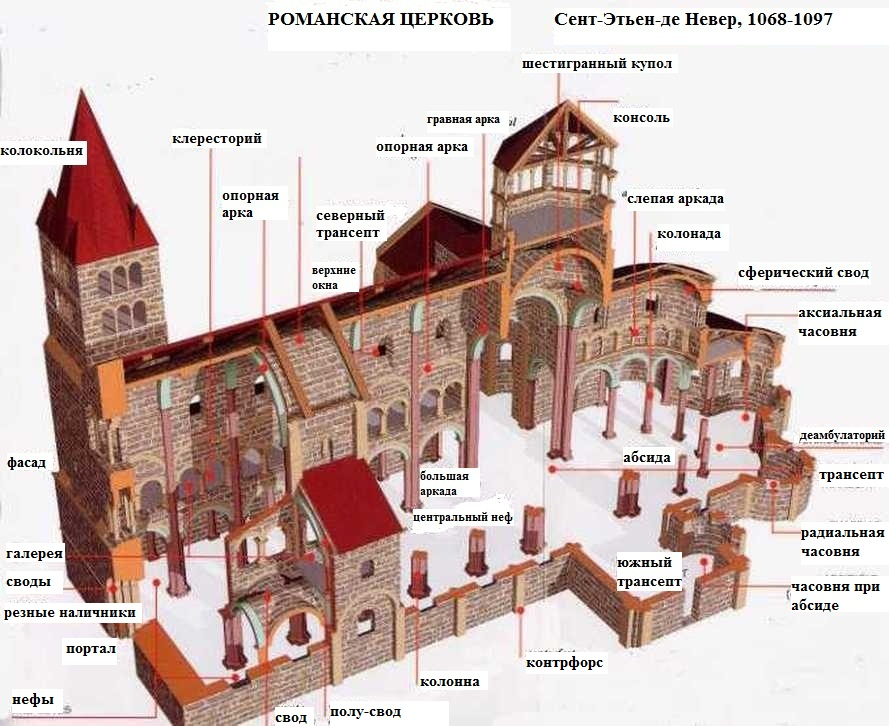 РОМАНСКАЯ ЦЕРКОВЬ
Сент-Этьен-де Невер, 1068-1097
шестигранный купол
консоль
гравная арка
клересторий
опорная арка
колокольня
опорная
арка
северный
трансепт
слепая аркада
колонада
верхние
окна
сферический свод
аксиальная
часовня
деамбулаторий
фасад
абсида
трансепт
большая
аркада
центральный неф
радиальная
часовня
галерея
южный
трансепт
своды
часовня при
абсиде
резные наличники
портал
контрфорс
колонна
нефы
свод
полу-свод